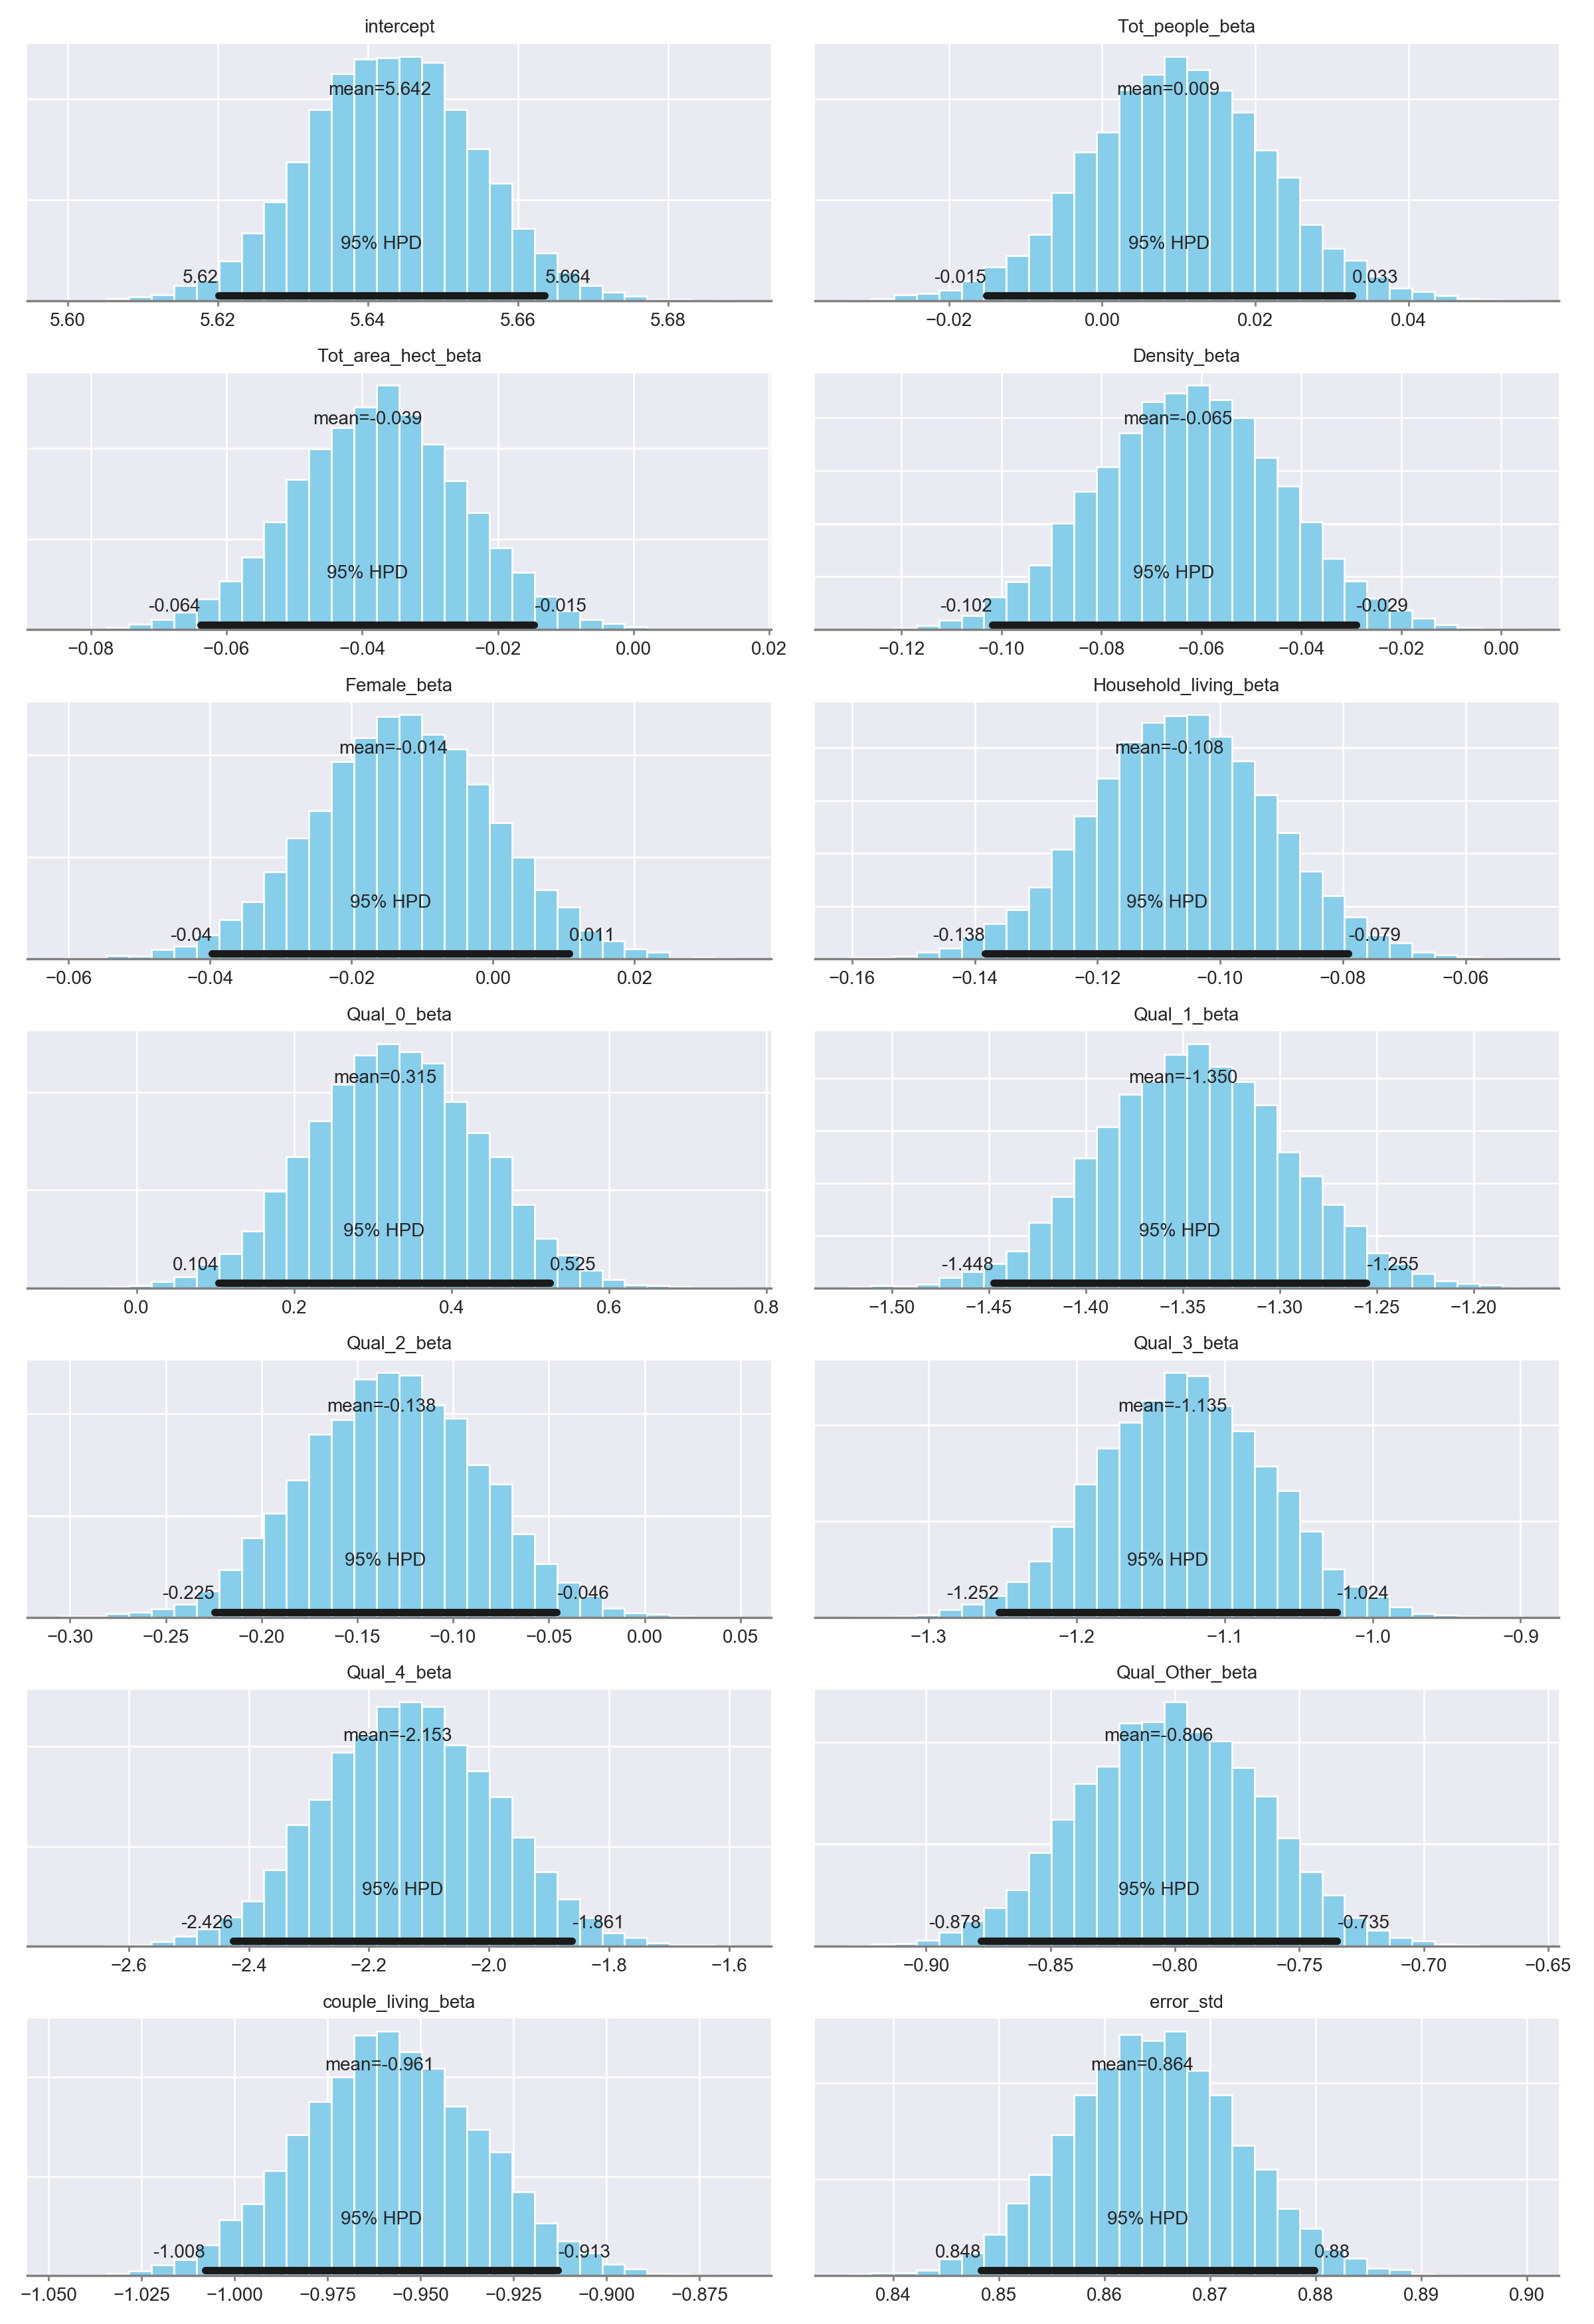 intercept
mean=5.642
95% HPD
5.62 5.664
5.60 5.62 5.64 5.66 5.68
Tot_people_beta
mean=0.009
95% HPD
-0.015 0.033
−0.02 0.00 0.02 0.04
Tot_area_hect_beta
mean=-0.039
95% HPD
-0.064 -0.015
−0.08 −0.06 −0.04 −0.02 0.00 0.02
Density_beta
mean=-0.065
95% HPD
-0.102 -0.029
−0.12 −0.10 −0.08 −0.06 −0.04 −0.02 0.00
Female_beta
mean=-0.014
95% HPD
-0.04 0.011
−0.06 −0.04 −0.02 0.00 0.02
Household_living_beta
mean=-0.108
95% HPD
-0.138 -0.079
−0.16 −0.14 −0.12 −0.10 −0.08 −0.06
Qual_0_beta
mean=0.315
95% HPD
0.104 0.525
0.0 0.2 0.4 0.6 0.8
Qual_1_beta
mean=-1.350
95% HPD
-1.448 -1.255
−1.50 −1.45 −1.40 −1.35 −1.30 −1.25 −1.20
Qual_2_beta
mean=-0.138
95% HPD
-0.225 -0.046
−0.30 −0.25 −0.20 −0.15 −0.10 −0.05 0.00 0.05
Qual_3_beta
mean=-1.135
95% HPD
-1.252 -1.024
−1.3 −1.2 −1.1 −1.0 −0.9
Qual_4_beta
mean=-2.153
95% HPD
-2.426 -1.861
−2.6 −2.4 −2.2 −2.0 −1.8 −1.6
Qual_Other_beta
mean=-0.806
95% HPD
-0.878 -0.735
−0.90 −0.85 −0.80 −0.75 −0.70 −0.65
couple_living_beta
mean=-0.961
95% HPD
-1.008 -0.913
−1.050 −1.025 −1.000 −0.975 −0.950 −0.925 −0.900 −0.875
error_std
mean=0.864
95% HPD
0.848 0.88
0.84 0.85 0.86 0.87 0.88 0.89 0.90